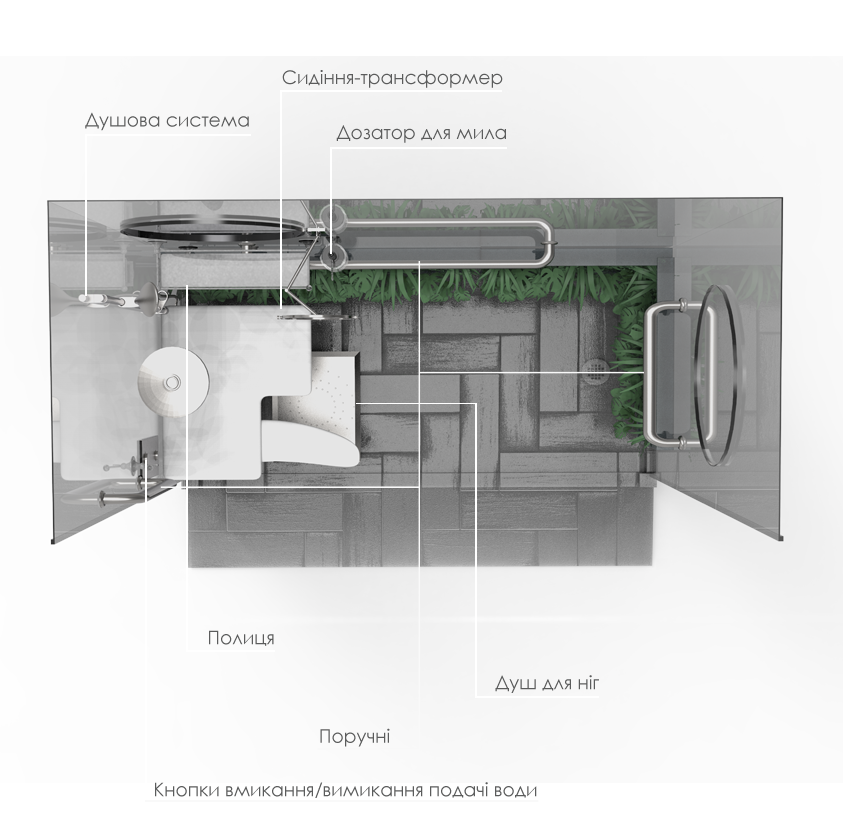 Сидіння-трансформер
Душова система
Дозатор для мила
Полиця
Душ для ніг
Поручні
Кнопки вмикання/вимикання подачі води